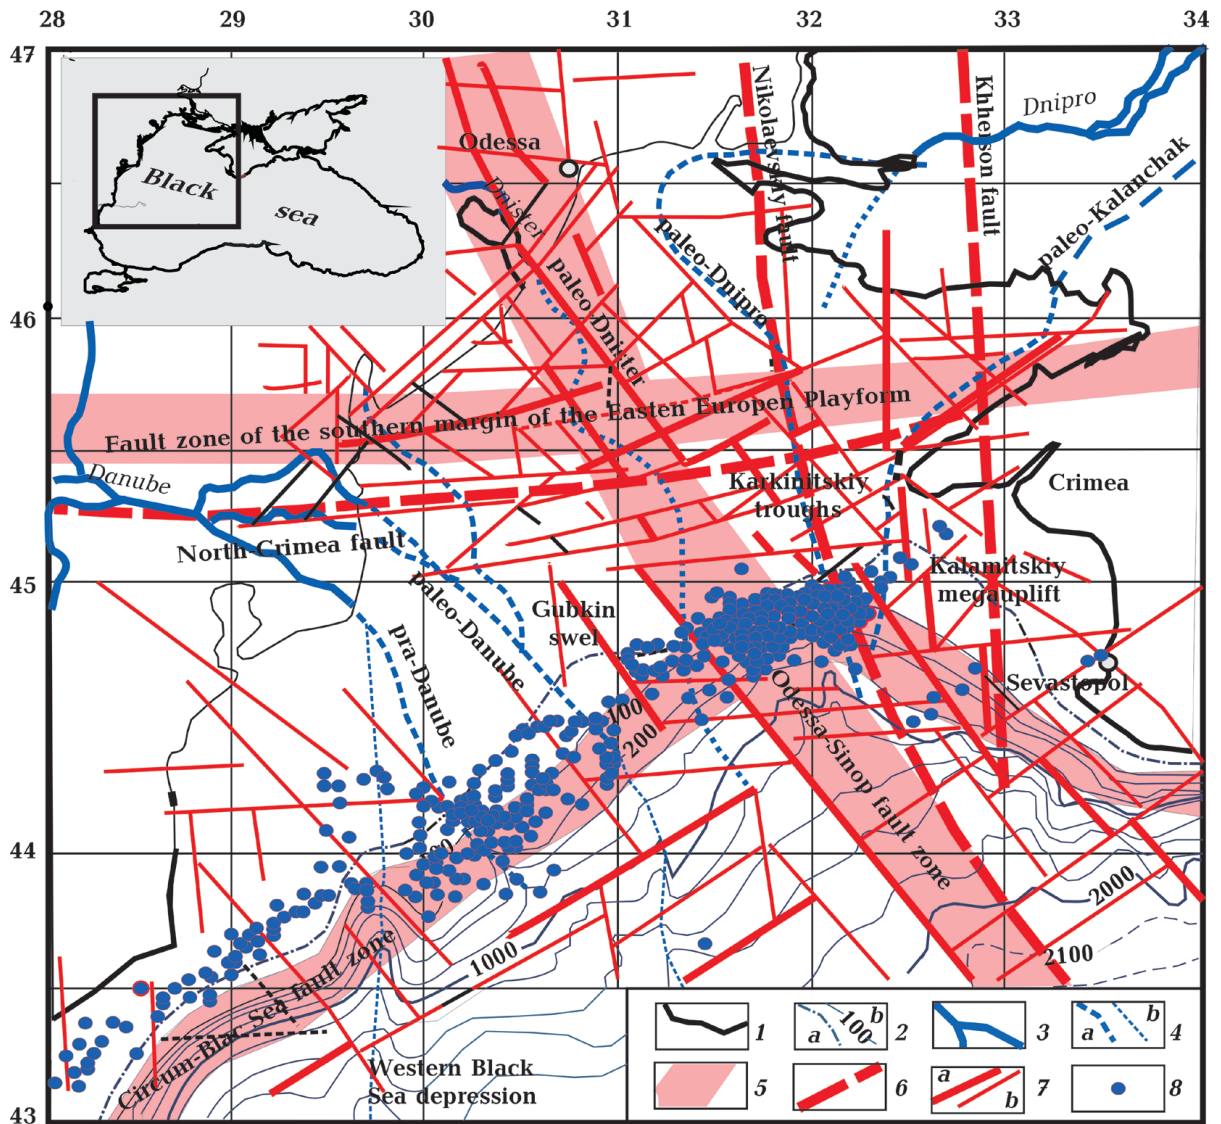 28 29 30 31 32 33 34
47
46
45
44
43
Black
sea
Odessa
Dnister
Nikolaevskiy fault
Khherson fault
Dnipro
paleo-Kalanchak
paleo-Dnipro
paleo-Dnister
Fault zone of the southern margin of the Easten Europen Playform
Danube
Karkinitskiy
troughs
Crimea
North-Crimea fault
Kalamitskiy
megauplift
paleo-Danube
Gubkin
swel
pra-Danube
Sevastopol
100
200
Odessa-Sinop fault zone
2000
1000
2100
Circum-Blac Sea fault zone
Western Black
Sea depression
1
a b 100 2
3
a b 4
5
6
a b 7
8